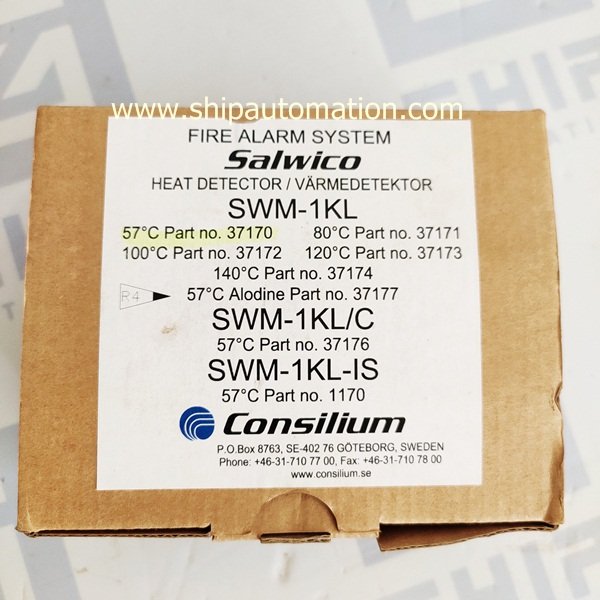 www.shipautomation.com
FIRE ALARM SYSTEM
Salwico
HEAT DETECTOR / VÄRMEDETEKTOR
SWM-1KL
57°C Part no. 37170 80°C Part no. 37171
100°C Part no. 37172 120°C Part no. 37173
140°C Part no. 37174
R4 57°C Alodine Part no. 37177
SWM-1KL/C
57°C Part no. 37176
SWM-1KL-IS
57°C Part no. 1170
Consilium
P.O.Box 8763, SE-402 76 GÖTEBORG, SWEDEN
Phone: +46-31-710 77 00, Fax: +46-31-710 78 00
www.consilium.se